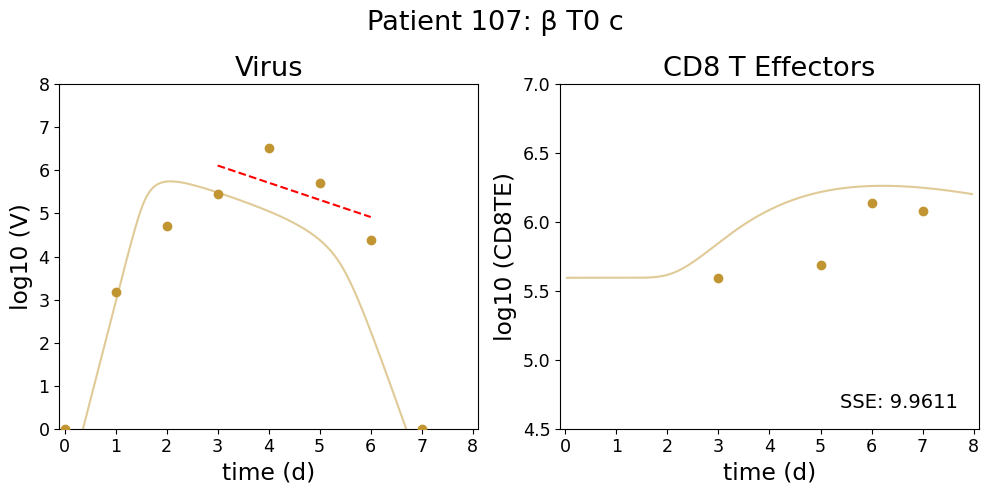 Patient 107: β T0 c
Virus
CD8 T Effectors
log10 (V)
8
7
6
5
4
3
2
1
0
0 1 2 3 4 5 6 7 8
time (d)
log10 (CD8TE)
7.0
6.5
6.0
5.5
5.0
4.5
SSE: 9.9611
0 1 2 3 4 5 6 7 8
time (d)